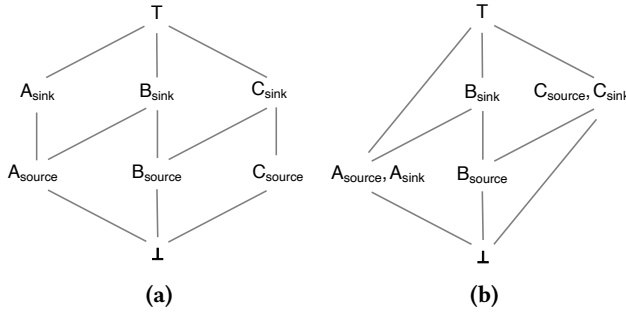 T T
A_sink B_sink C_sink B_sink C_source, C_sink
A_source B_source C_source A_source, A_sink B_source
⊥ ⊥
(a) (b)